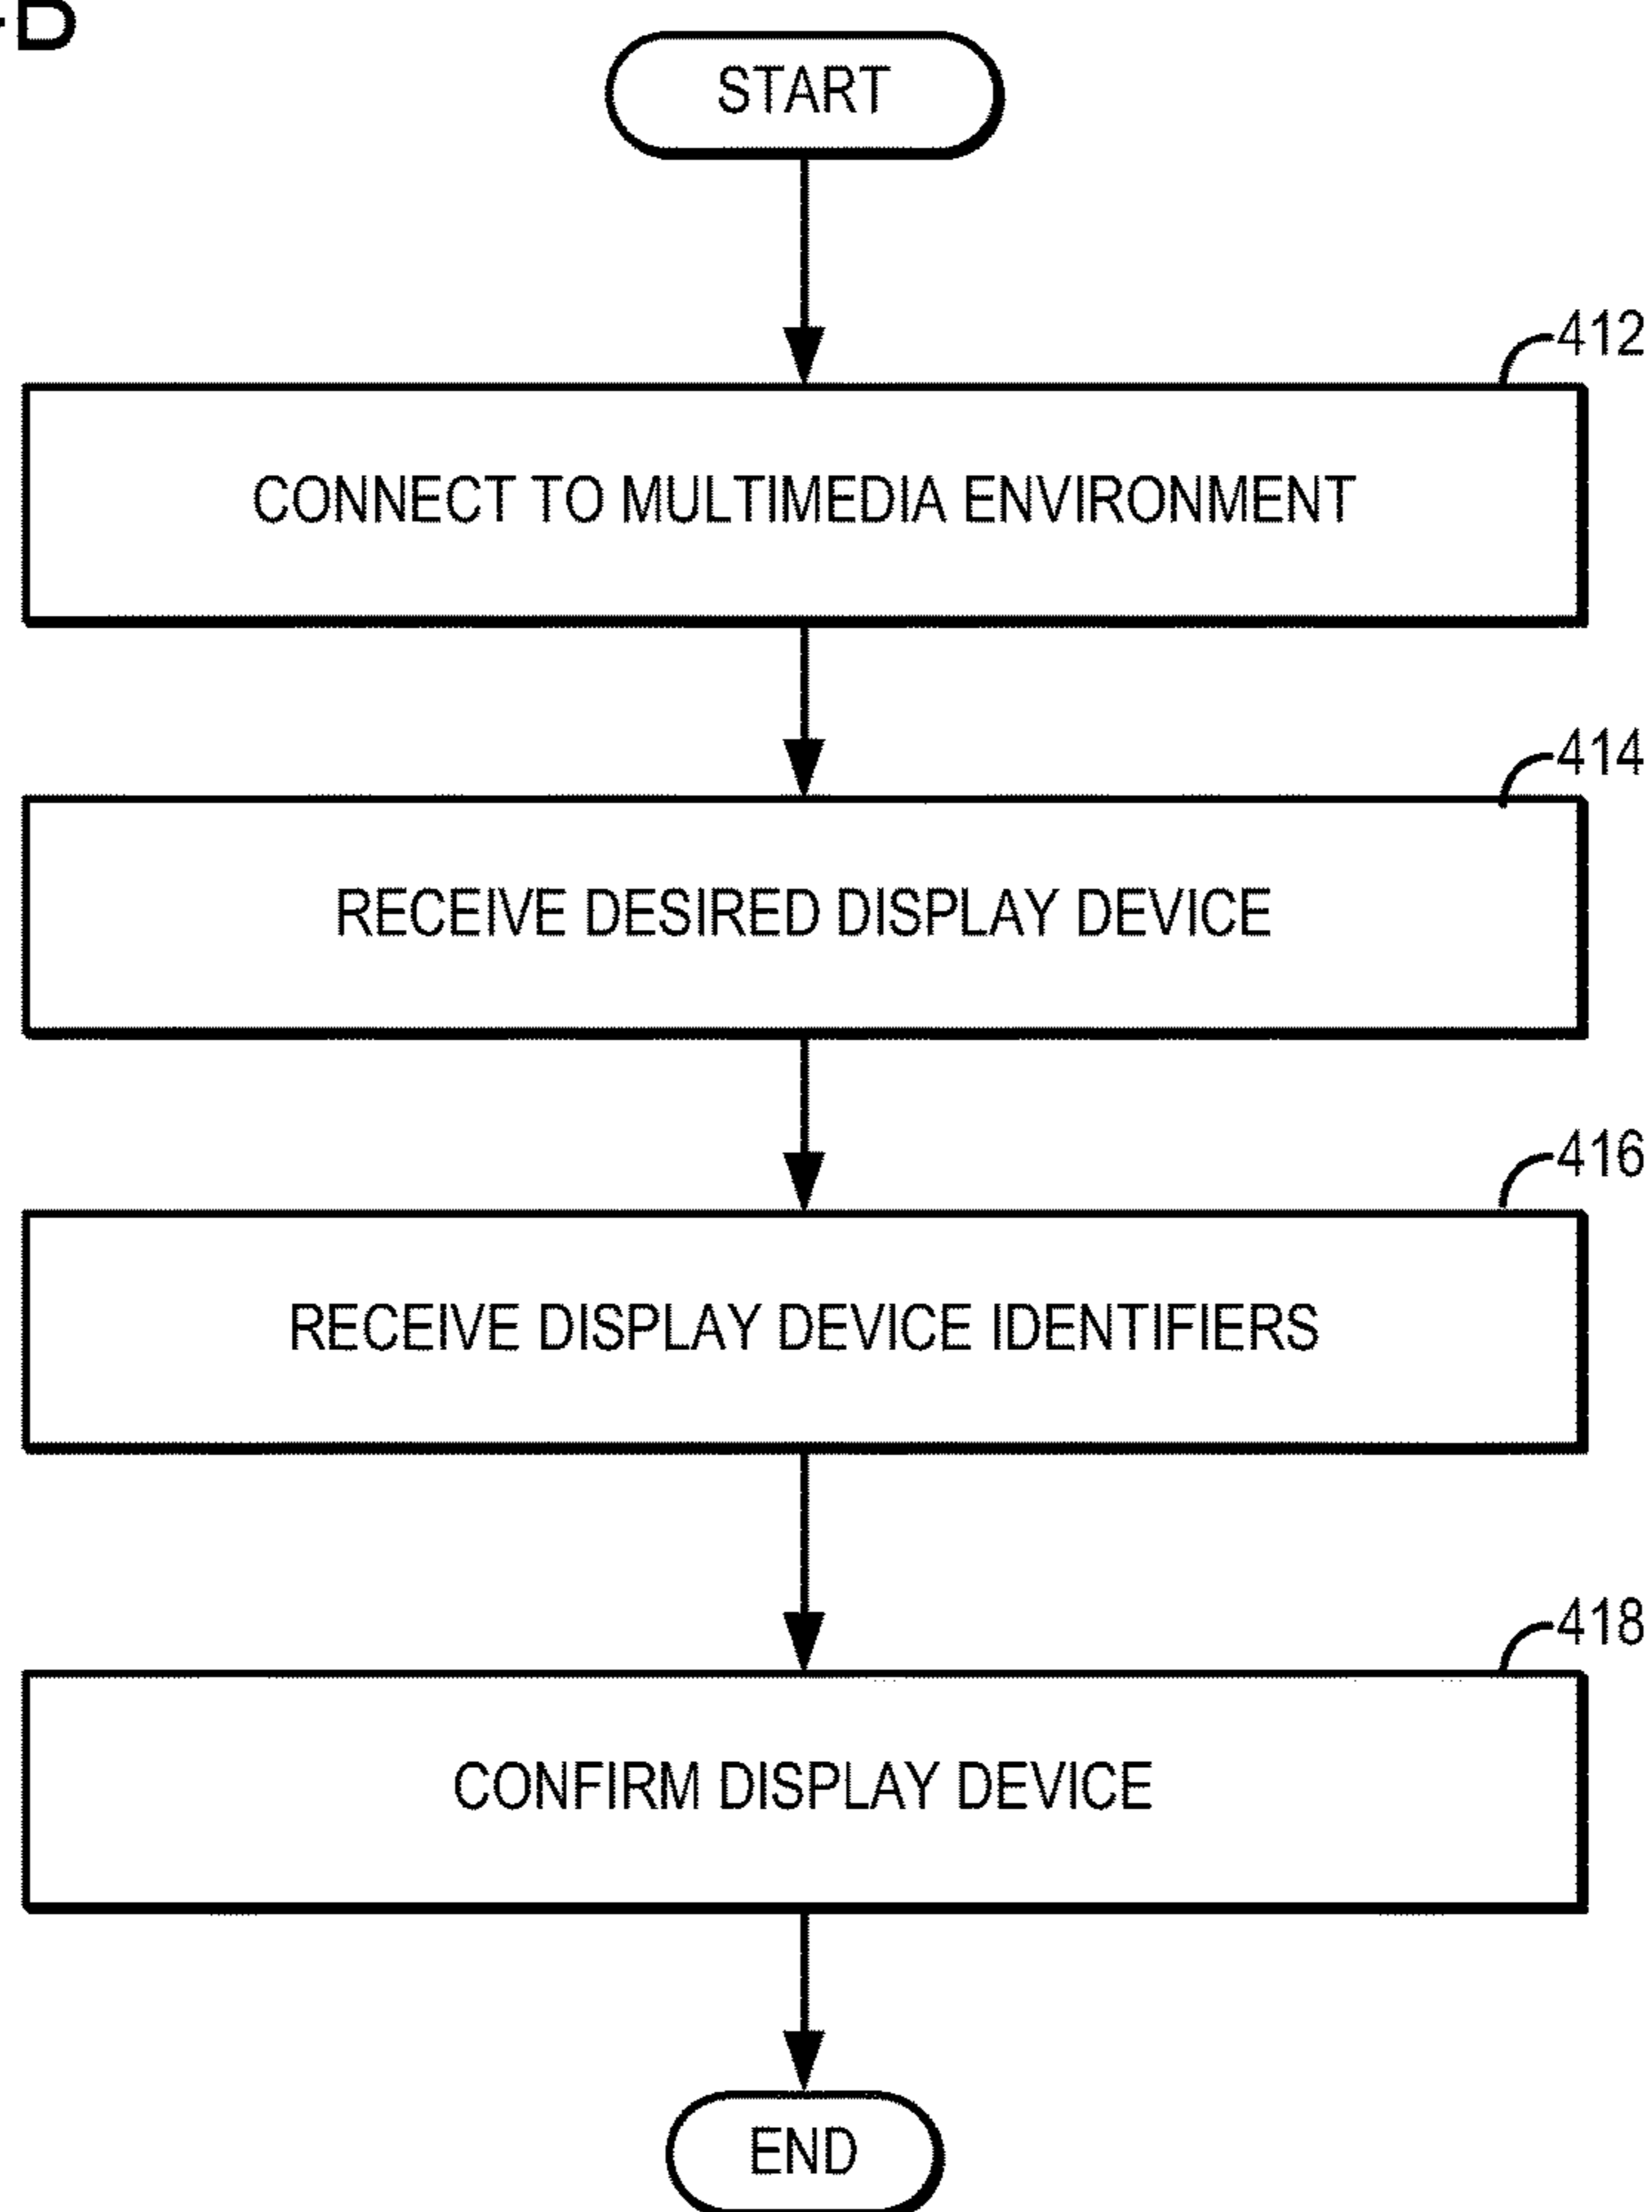 START
412
CONNECT TO MULTIMEDIA ENVIRONMENT
414
RECEIVE DESIRED DISPLAY DEVICE
416
RECEIVE DISPLAY DEVICE IDENTIFIERS
418
CONFIRM DISPLAY DEVICE
END